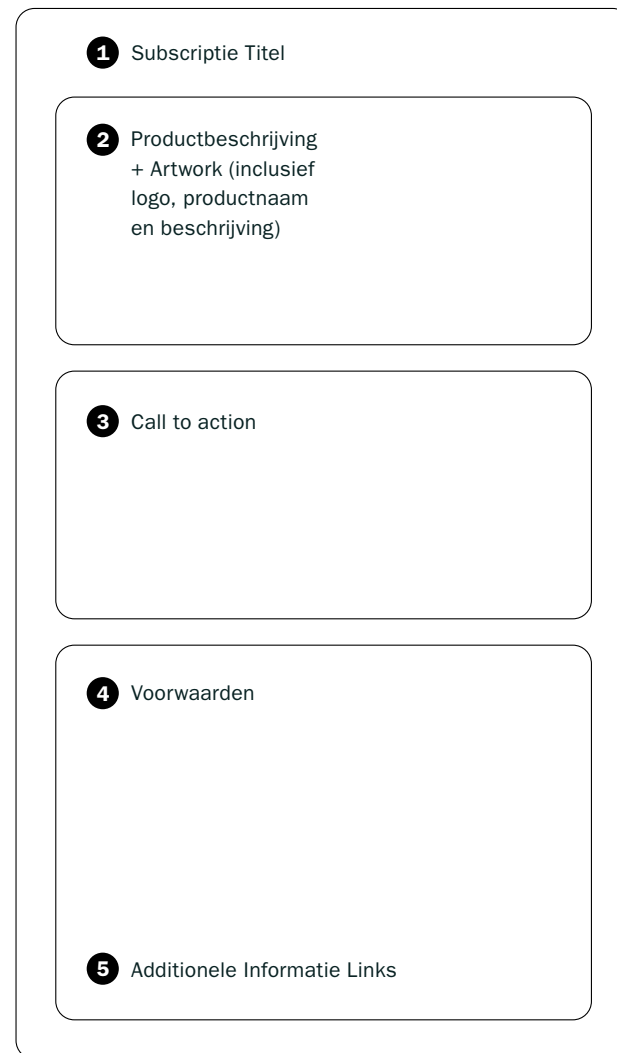 1 Subscriptie Titel
2 Productbeschrijving
+ Artwork (inclusief
logo, productnaam
en beschrijving)
3 Call to action
4 Voorwaarden
5 Additionele Informatie Links